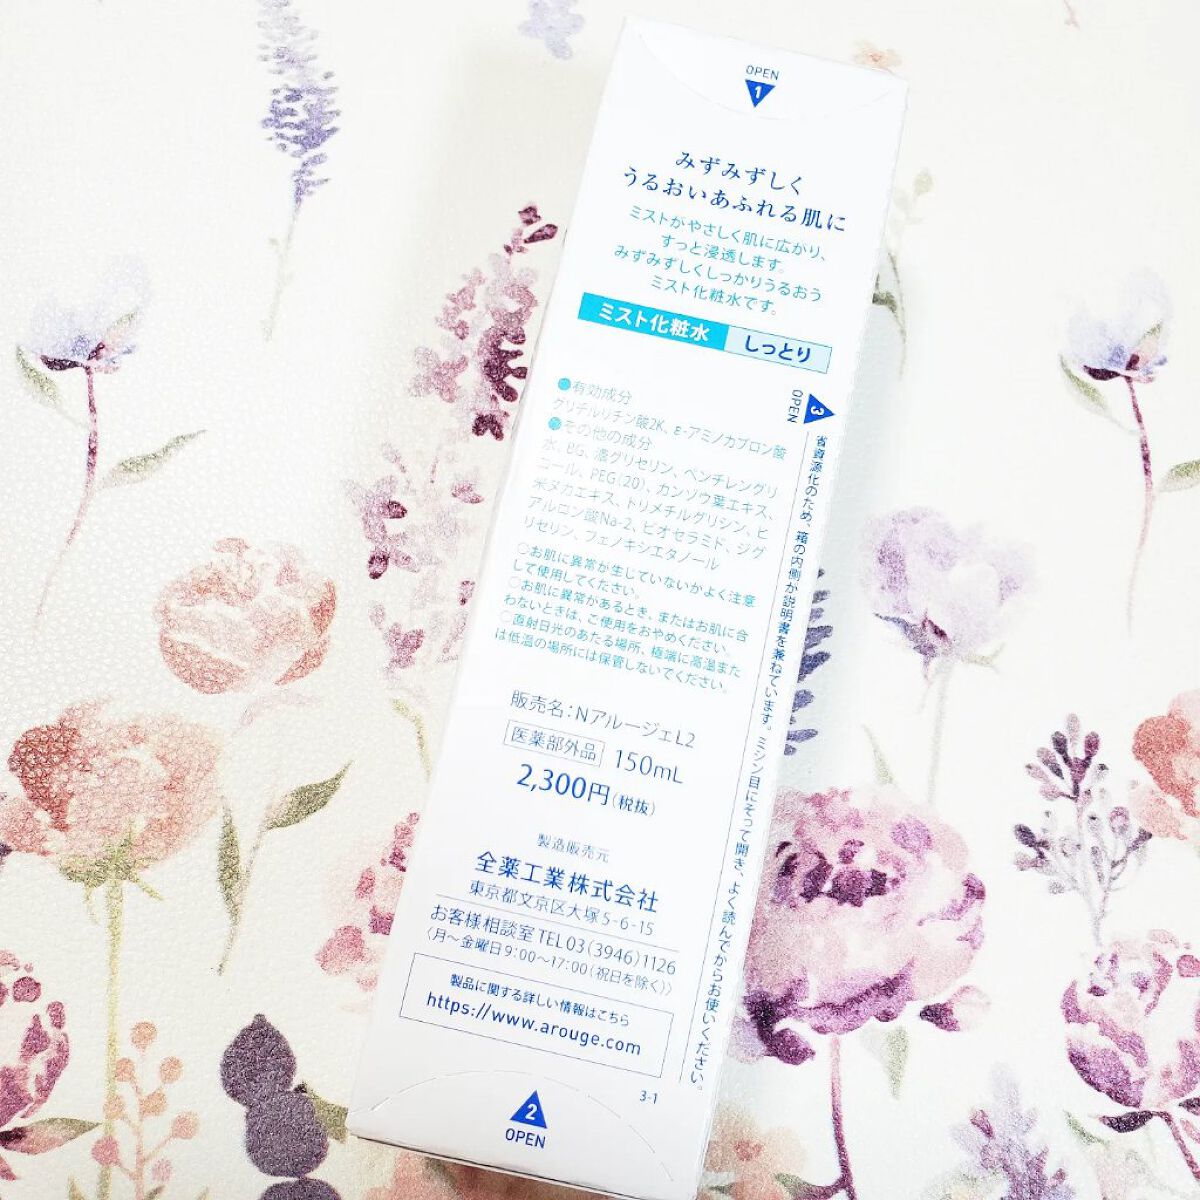 OPEN
1
みずみずしく
うるおいあふれる肌に
ミストがやさしく肌に広がり、
すっと浸透します。
みずみずしくしっかりうるおう
ミスト化粧水です。
ミスト化粧水 しっとり
3
OPEN
●有効成分
グリチルリチン酸2K、ε-アミノカプロン酸
●その他の成分
水、BG、濃グリセリン、ペンチレングリ
コール、PEG(20)、カンゾウ葉エキス、
米ヌカエキス、トリメチルグリシン、ヒ
アルロン酸Na-2、ビオセラミド、ジグ
リセリン、フェノキシエタノール
○お肌に異常が生じていないかよく注意
して使用してください。
○お肌に異常があるとき、またはお肌に合
わないときは、ご使用をおやめください。
○直射日光のあたる場所、極端に高温また
は低温の場所には保管しないでください。
省資源化のため、箱の内側が説明書を兼ねています。ミシン目にそって開き、よく読んでからお使いください。
販売名:NアルージェL2
医薬部外品 150mL
2,300円(税抜)
製造販売元
全薬工業株式会社
東京都文京区大塚5-6-15
お客様相談室 TEL 03(3946)1126
〈月〜金曜日9:00〜17:00(祝日を除く)〉
製品に関する詳しい情報はこちら
https://www.arouge.com
3-1
2
OPEN